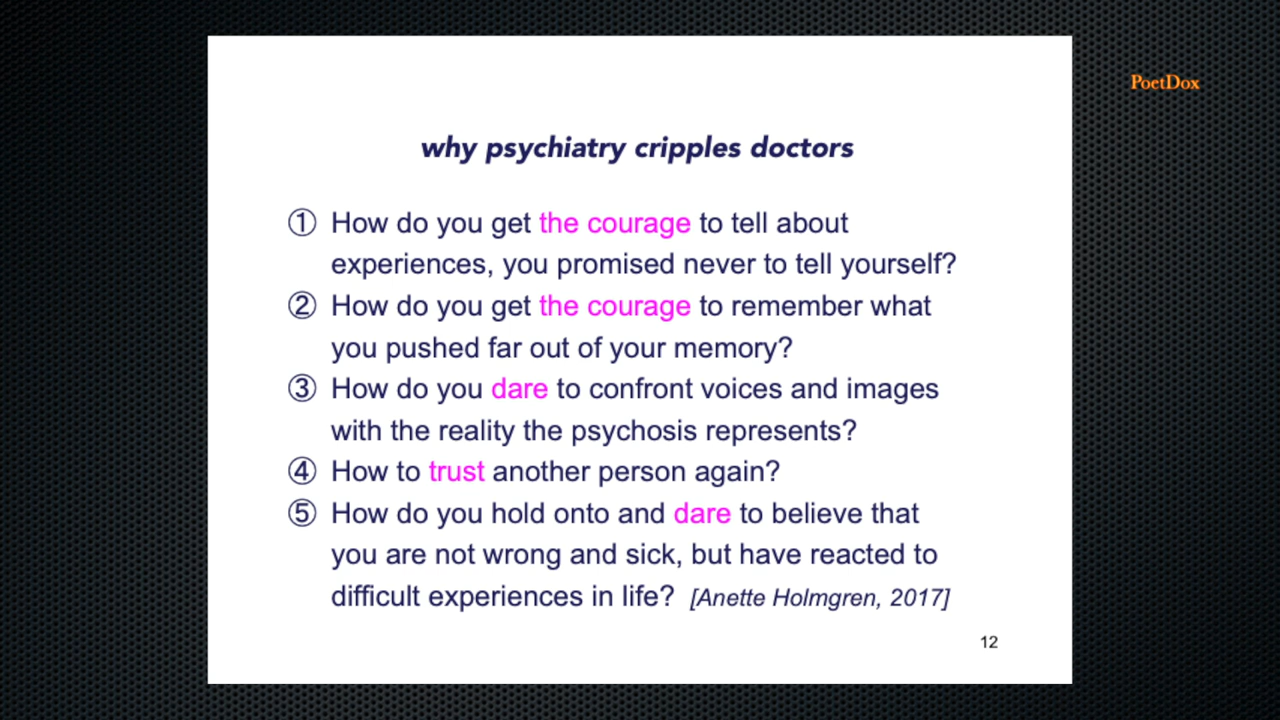 PoetDox
why psychiatry cripples doctors
① How do you get the courage to tell about
experiences, you promised never to tell yourself?
② How do you get the courage to remember what
you pushed far out of your memory?
③ How do you dare to confront voices and images
with the reality the psychosis represents?
④ How to trust another person again?
⑤ How do you hold onto and dare to believe that
you are not wrong and sick, but have reacted to
difficult experiences in life? [Anette Holmgren, 2017]
12